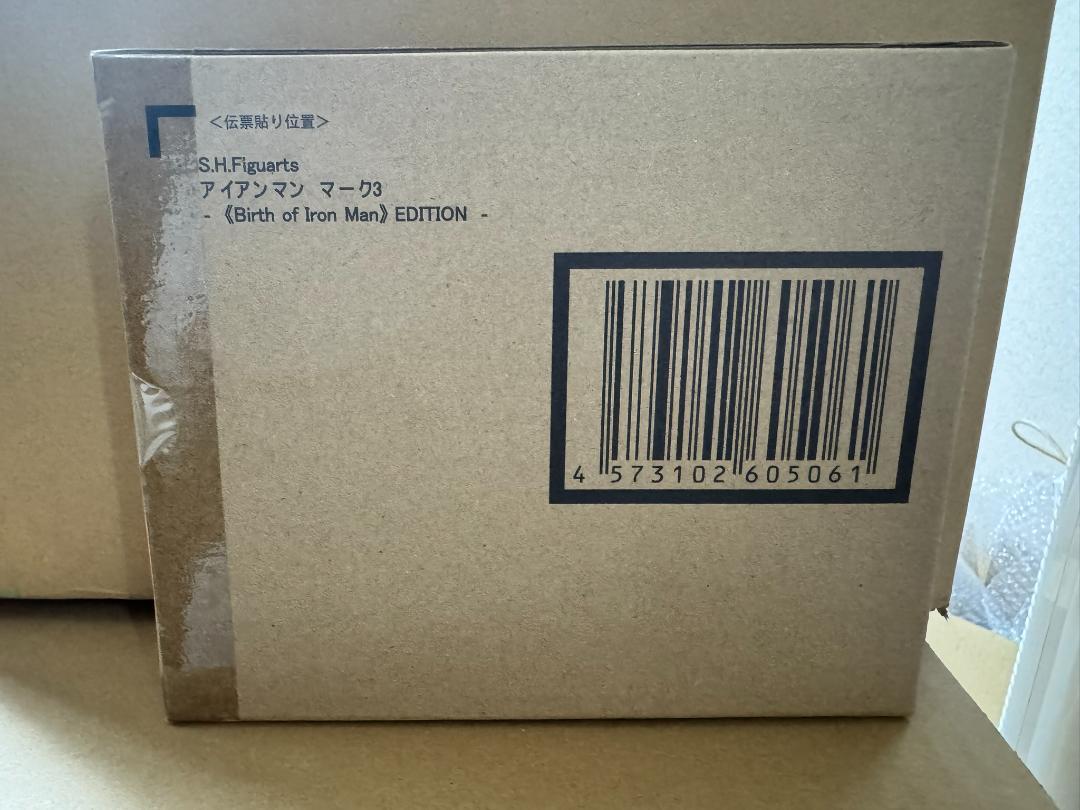 ＜伝票貼り位置＞
S.H.Figuarts
アイアンマン マーク3
- 《Birth of Iron Man》 EDITION -
4 573102 605061